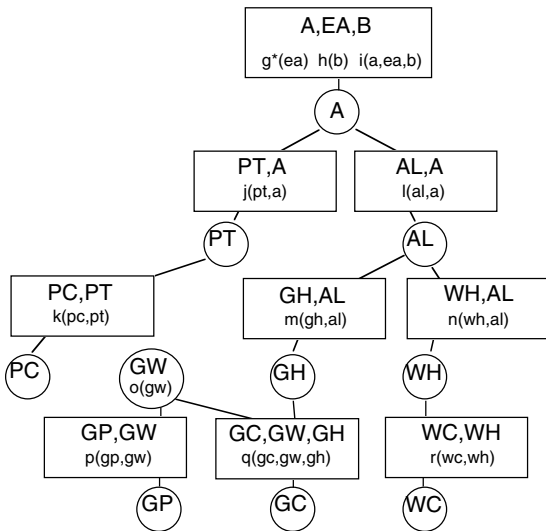 A,EA,B
g*(ea) h(b) i(a,ea,b)
A
PT,A
j(pt,a)
AL,A
l(al,a)
PT
AL
PC,PT
k(pc,pt)
GH,AL
m(gh,al)
WH,AL
n(wh,al)
PC
GW
o(gw)
GH
WH
GP,GW
p(gp,gw)
GC,GW,GH
q(gc,gw,gh)
WC,WH
r(wc,wh)
GP
GC
WC